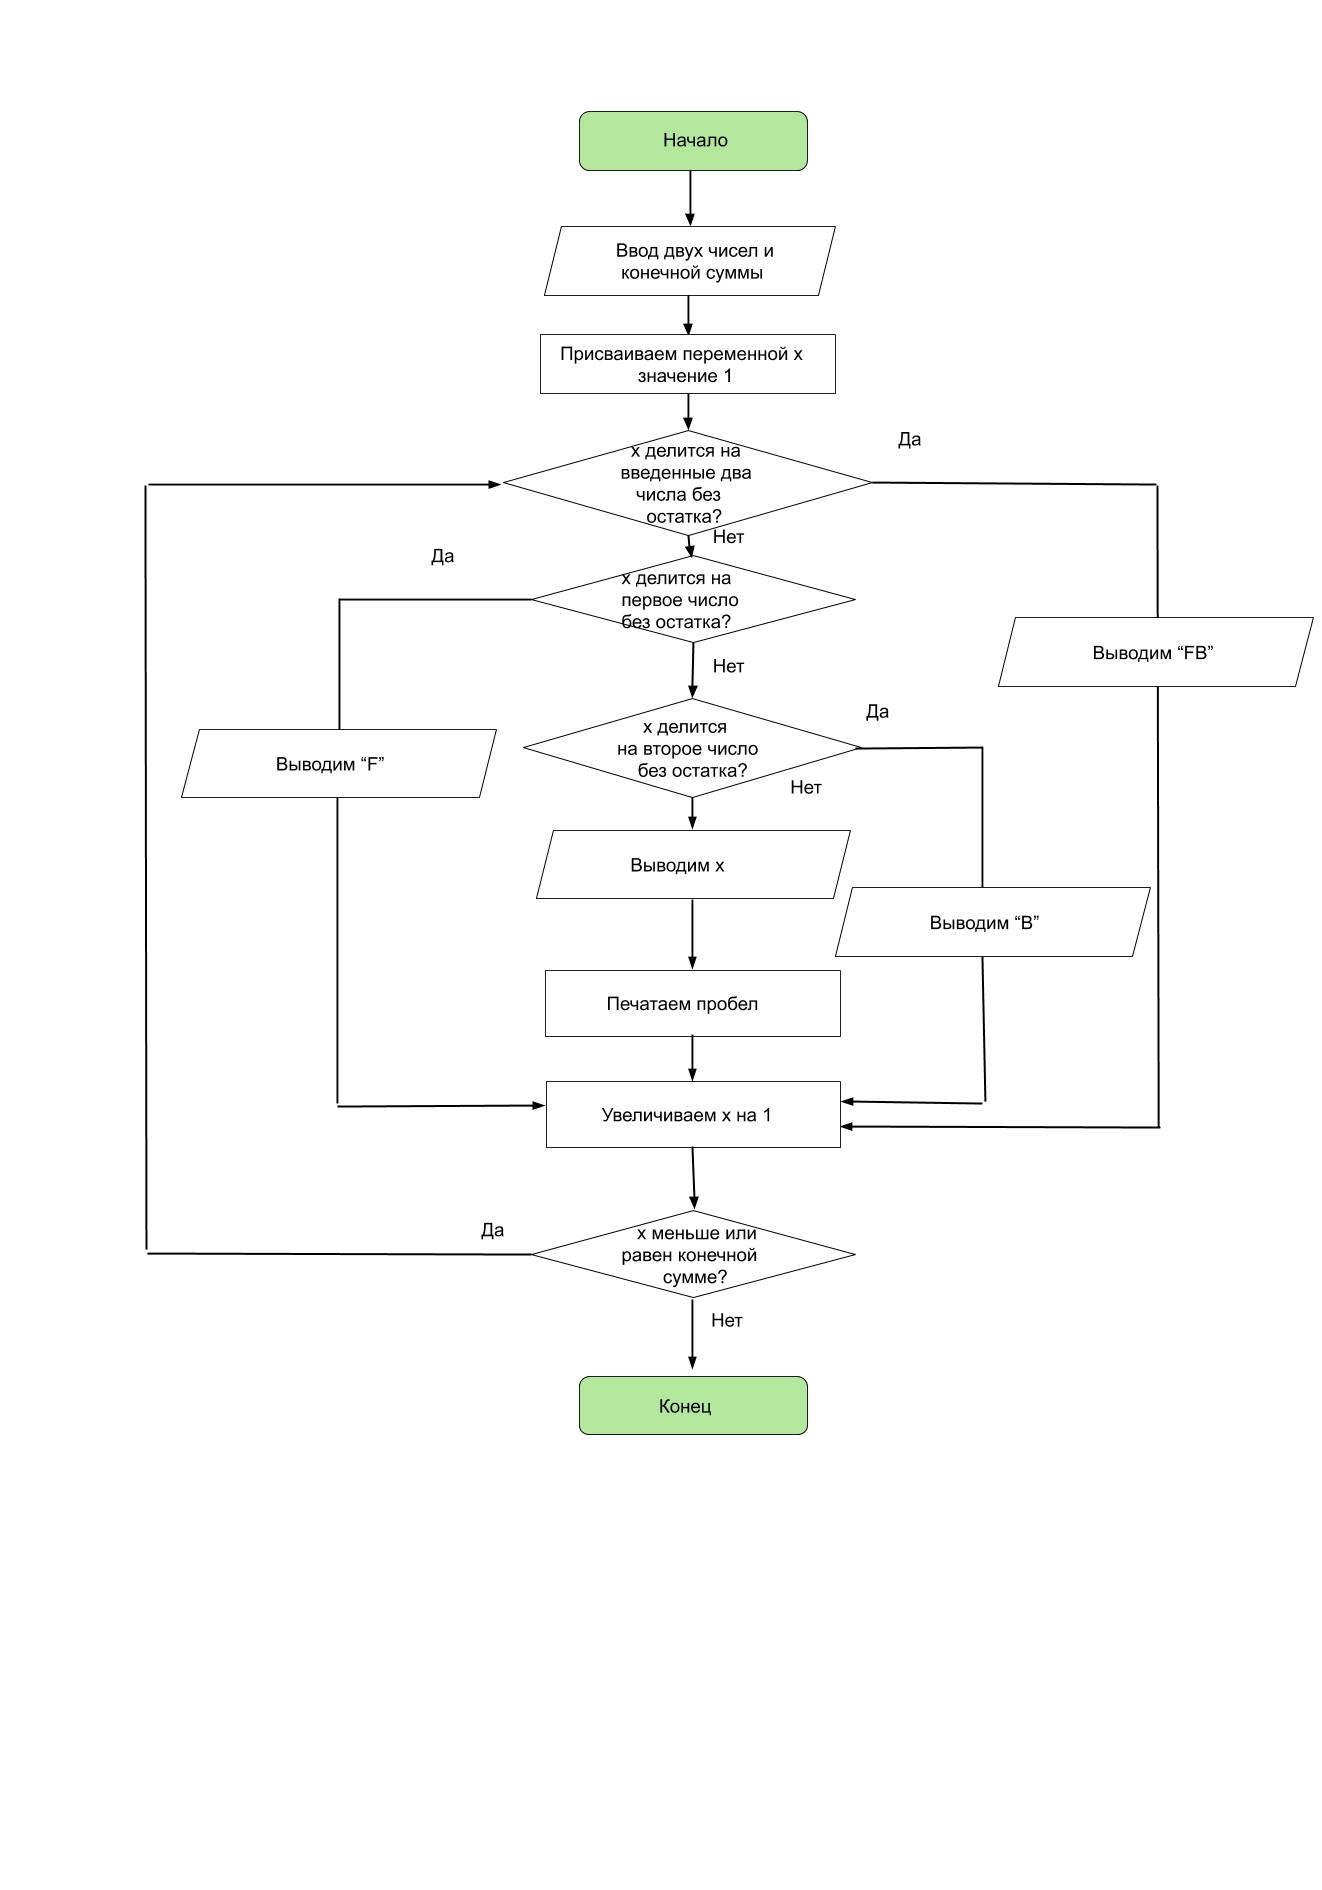 Начало
Ввод двух чисел и
конечной суммы
Присваиваем переменной x
значение 1
Да
x делится на
введенные два
числа без
остатка?
Нет
Да
x делится на
первое число
без остатка?
Выводим “FB”
Нет
Да
x делится
на второе число
без остатка?
Выводим “F”
Нет
Выводим x
Выводим “B”
Печатаем пробел
Увеличиваем x на 1
Да
x меньше или
равен конечной
сумме?
Нет
Конец